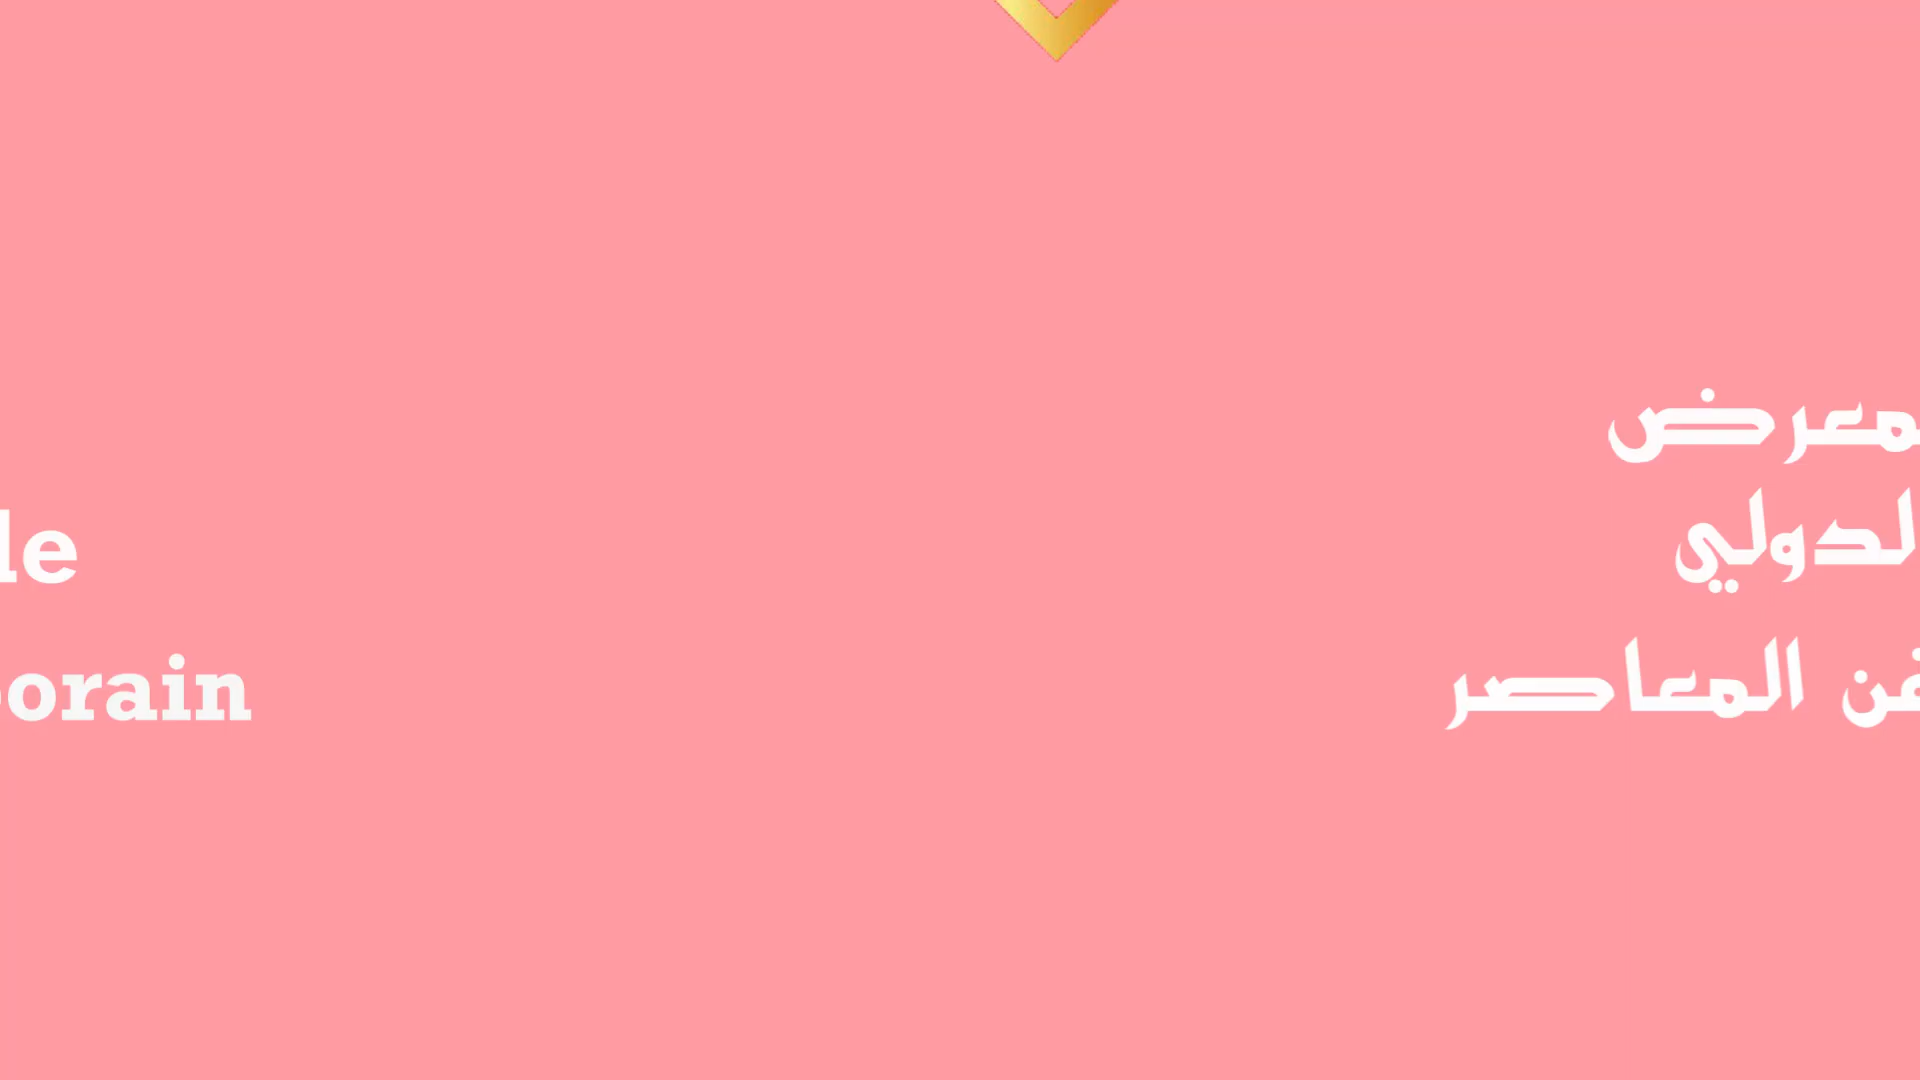 le
orain
معرض
لدولي
فن المعاصر